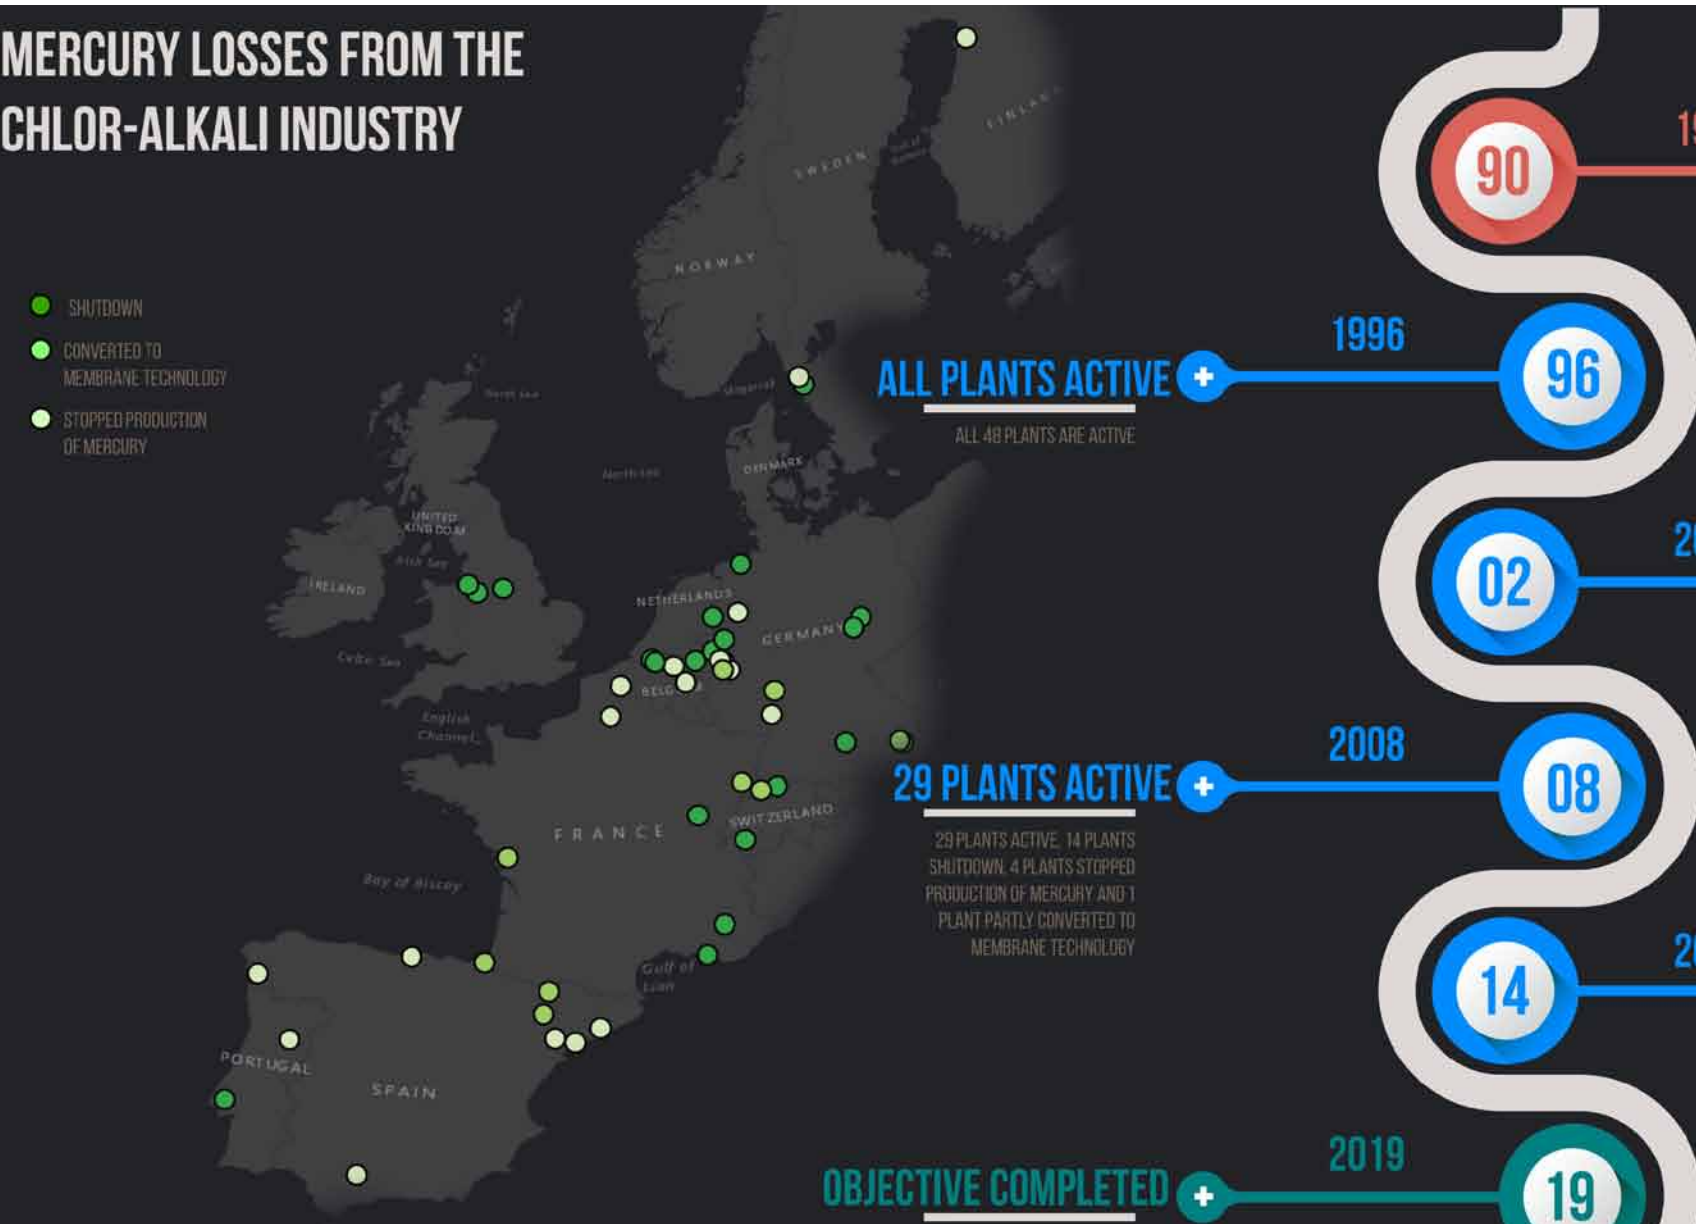 MERCURY LOSSES FROM THE
CHLOR-ALKALI INDUSTRY
SHUTDOWN
CONVERTED TO
MEMBRANE TECHNOLOGY
STOPPED PRODUCTION
OF MERCURY
FINLAND
SWEDEN
NORWAY
North sea
DENMARK
UNITED
KINGDOM
Irish Sea
IRELAND
NETHERLANDS
GERMANY
Celtic Sea
English
Channel
FRANCE
SWITZERLAND
Bay of Biscay
Gulf of
Lion
PORTUGAL
SPAIN
90
1996
96
ALL PLANTS ACTIVE
ALL 48 PLANTS ARE ACTIVE
02
2008
08
29 PLANTS ACTIVE
29 PLANTS ACTIVE, 14 PLANTS
SHUTDOWN, 4 PLANTS STOPPED
PRODUCTION OF MERCURY AND 1
PLANT PARTLY CONVERTED TO
MEMBRANE TECHNOLOGY
14
2019
19
OBJECTIVE COMPLETED